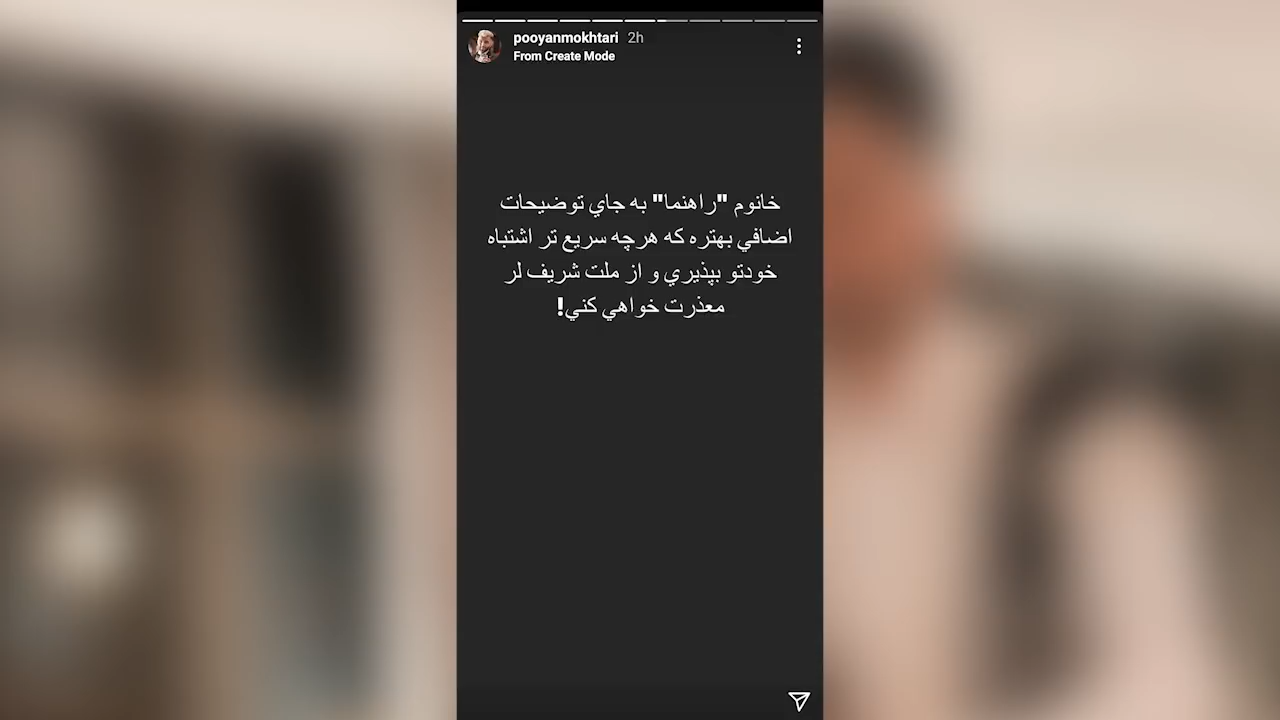 pooyanmokhtari 2h
From Create Mode
خانوم "راهنما" به جاي توضيحات
اضافي بهتره كه هرچه سريع تر اشتباه
خودتو بپذيري و از ملت شريف لر
معذرت خواهي كني!